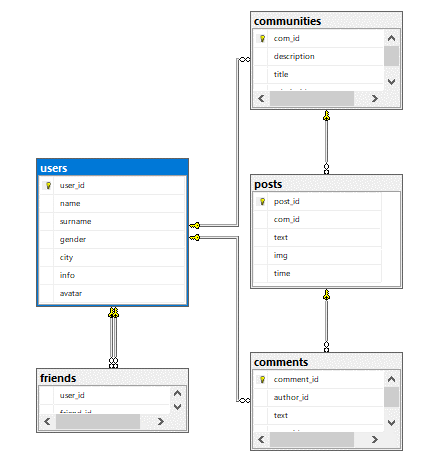 communities
com_id
description
title
users
user_id
name
surname
gender
city
info
avatar
posts
post_id
com_id
text
img
time
friends
user_id
friend_id
comments
comment_id
author_id
text